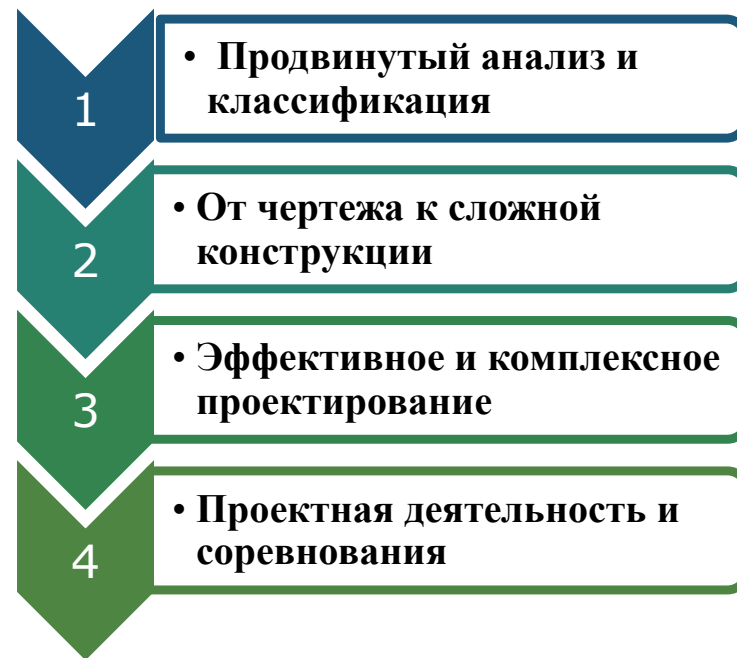 1
• Продвинутый анализ и
классификация
2
• От чертежа к сложной
конструкции
3
• Эффективное и комплексное
проектирование
4
• Проектная деятельность и
соревнования